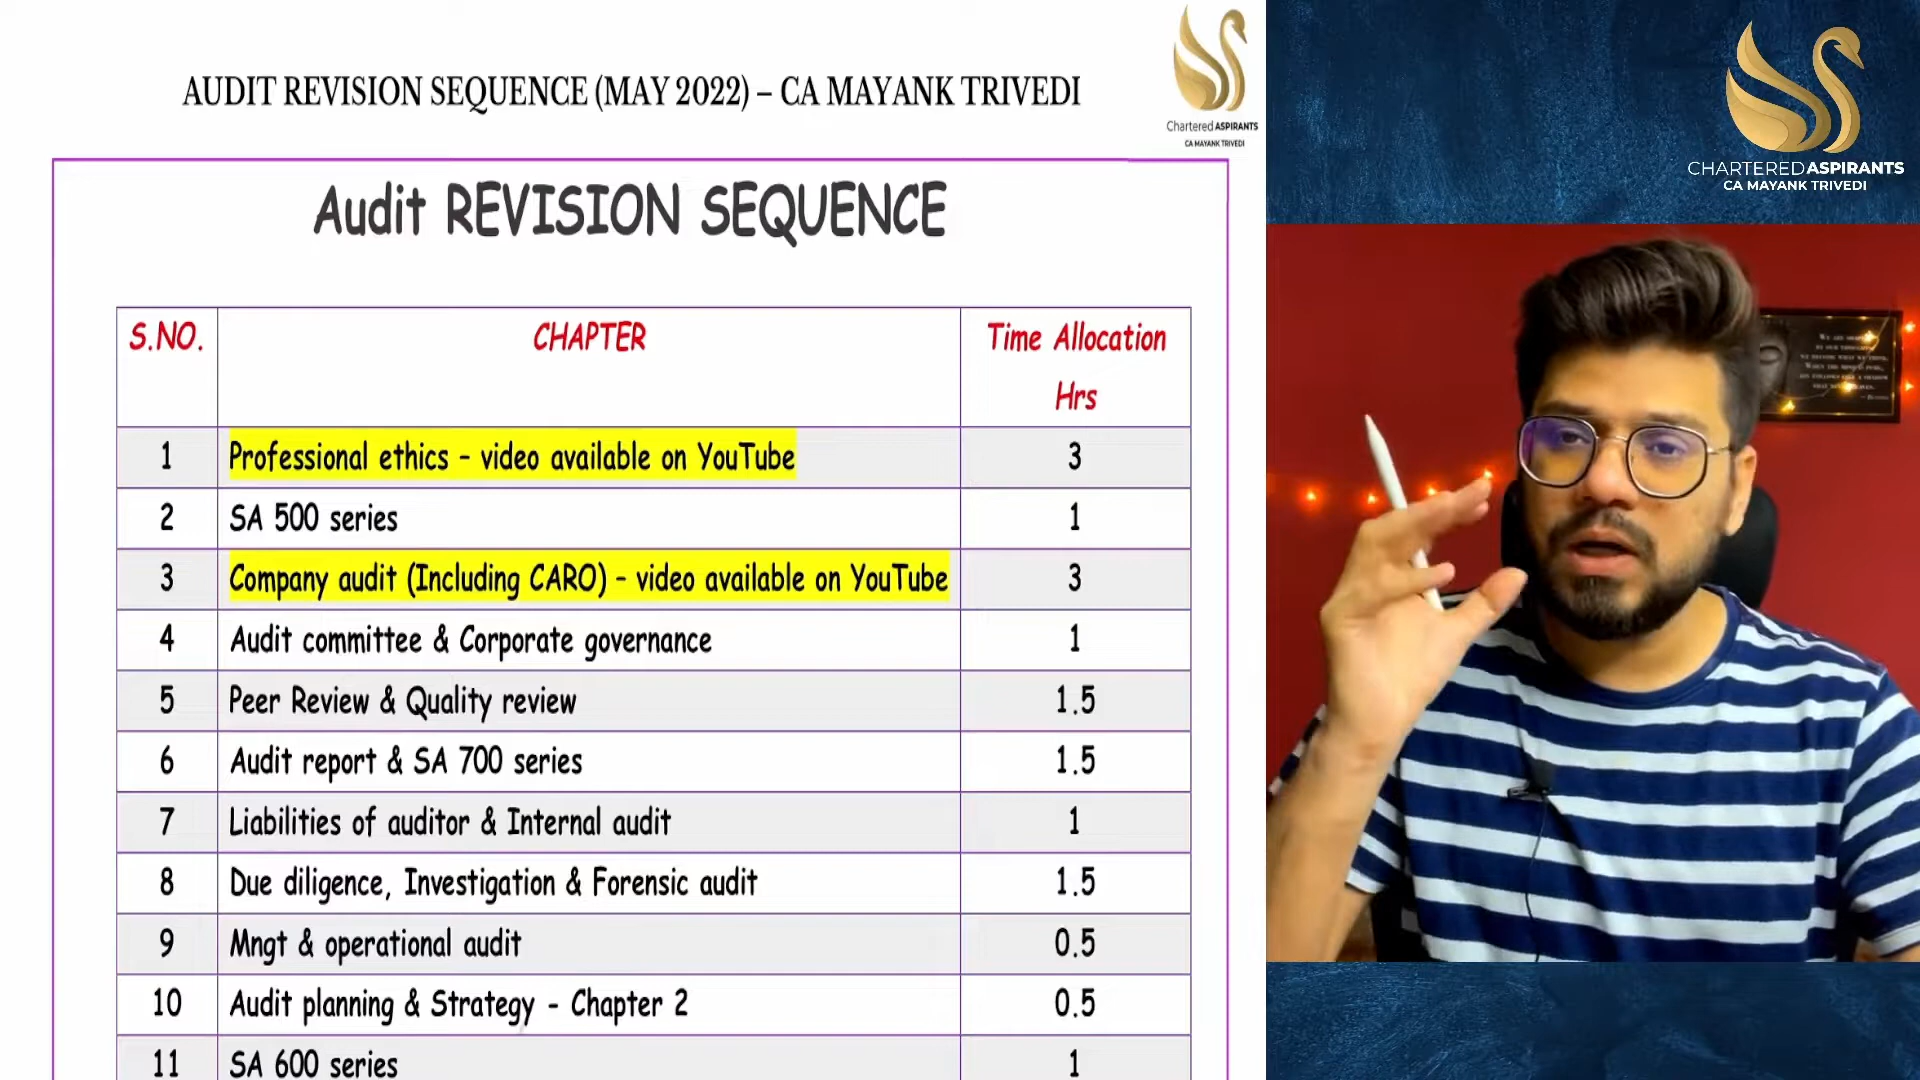 AUDIT REVISION SEQUENCE (MAY 2022) – CA MAYANK TRIVEDI
Chartered ASPIRANTS
CA MAYANK TRIVEDI
Audit REVISION SEQUENCE
S.NO. CHAPTER Time Allocation
Hrs
1 Professional ethics – video available on YouTube 3
2 SA 500 series 1
3 Company audit (Including CARO) – video available on YouTube 3
4 Audit committee & Corporate governance 1
5 Peer Review & Quality review 1.5
6 Audit report & SA 700 series 1.5
7 Liabilities of auditor & Internal audit 1
8 Due diligence, Investigation & Forensic audit 1.5
9 Mngt & operational audit 0.5
10 Audit planning & Strategy - Chapter 2 0.5
11 SA 600 series 1
CHARTERED ASPIRANTS
CA MAYANK TRIVEDI